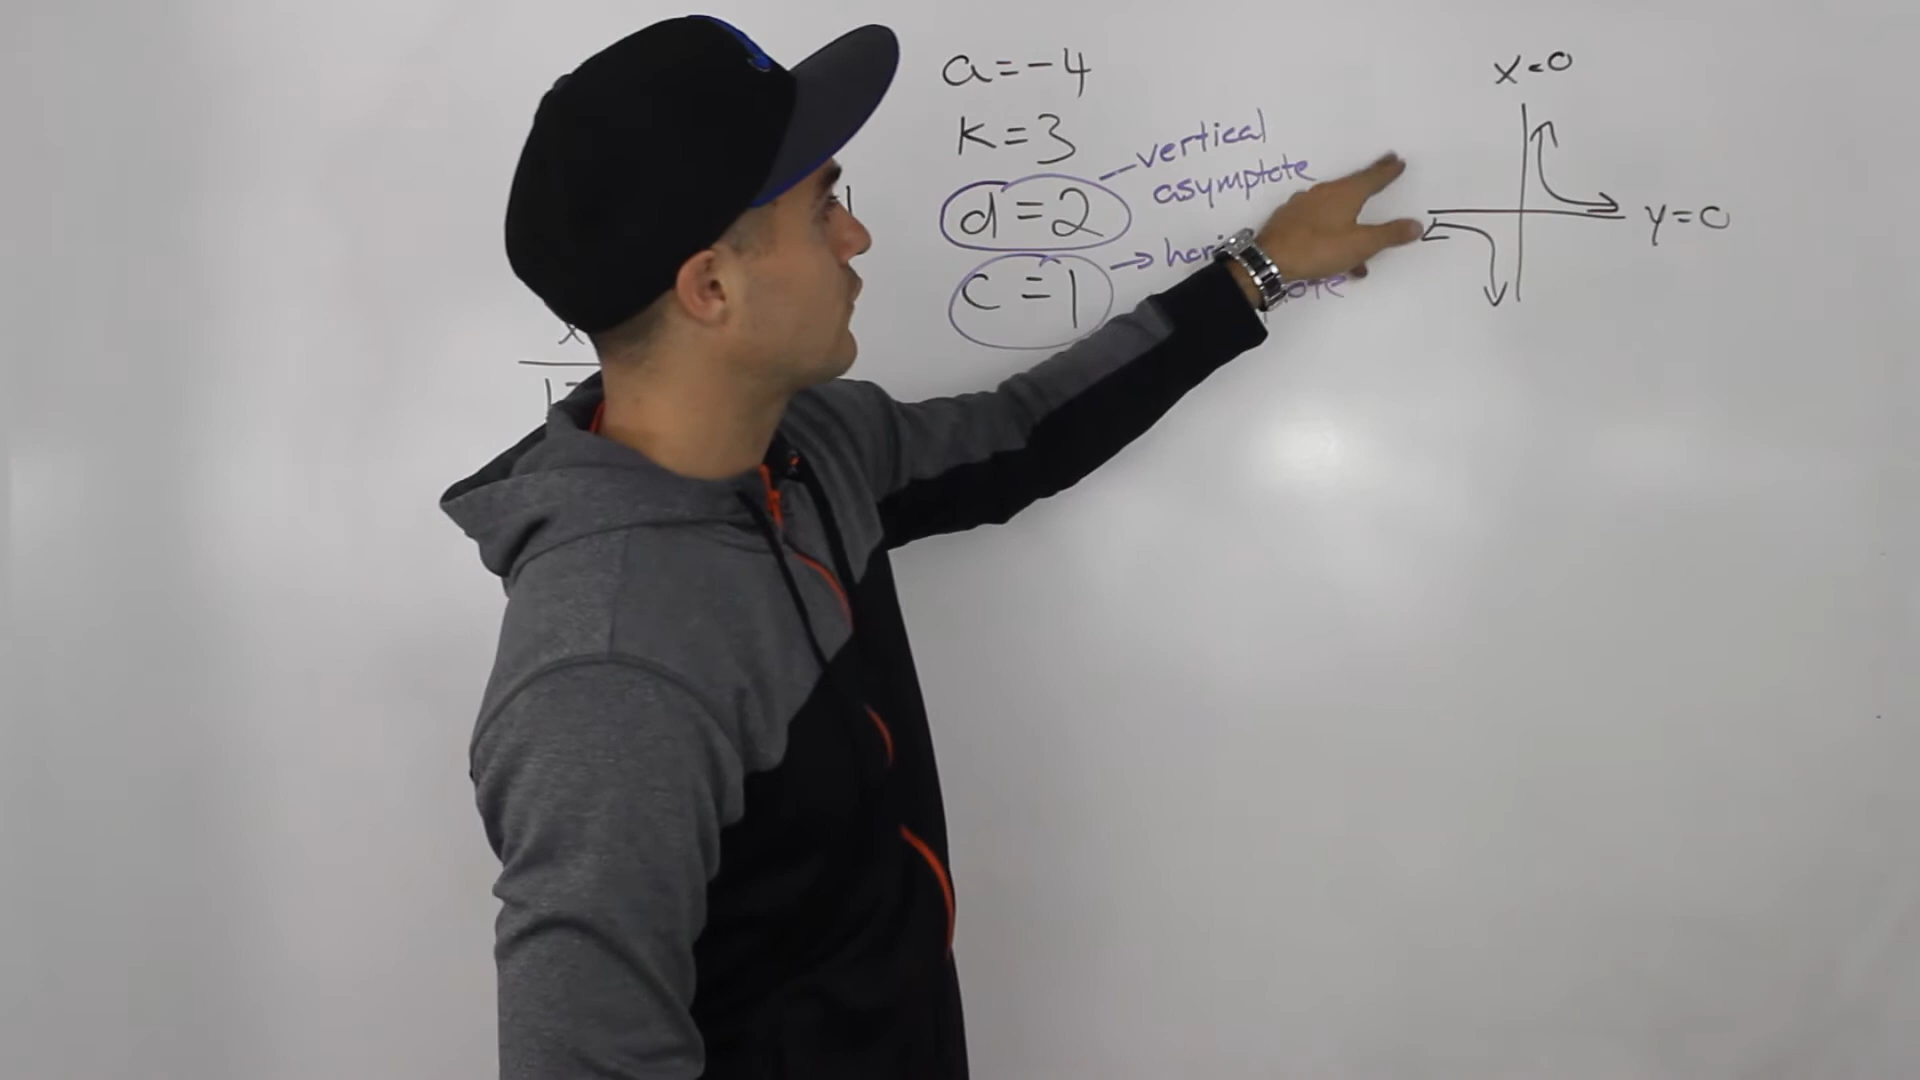 a=-4
k=3
vertical
asymptote
d=2
c=1
x=0
y=0
x